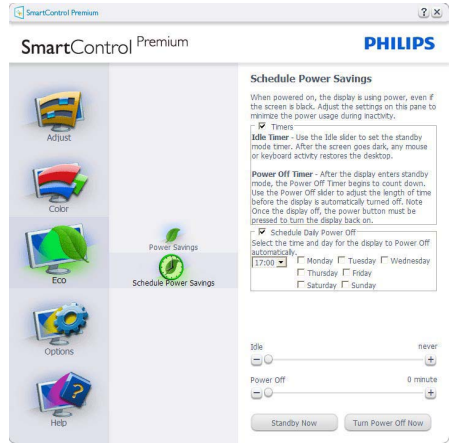 SmartControl Premium
SmartControl Premium
PHILIPS
Adjust
Color
Eco
Options
Help
Power Savings
Schedule Power Savings
Schedule Power Savings
When powered on, the display is using power, even if
the screen is black. Adjust the settings on this pane to
minimize the power usage during inactivity.
Timers
Idle Timer - Use the Idle slider to set the standby
mode timer. After the screen goes dark, any mouse
or keyboard activity restores the desktop.
Power Off Timer - After the display enters standby
mode, the Power Off Timer begins to count down.
Use the Power Off slider to adjust the length of time
before the display is automatically turned off. Note
Once the display off, the power button must be
pressed to turn the display back on.
Schedule Daily Power Off
Select the time and day for the display to Power Off
automatically.
17:00 Monday Tuesday Wednesday
Thursday Friday
Saturday Sunday
Idle never
Power Off 0 minute
Standby Now Turn Power Off Now